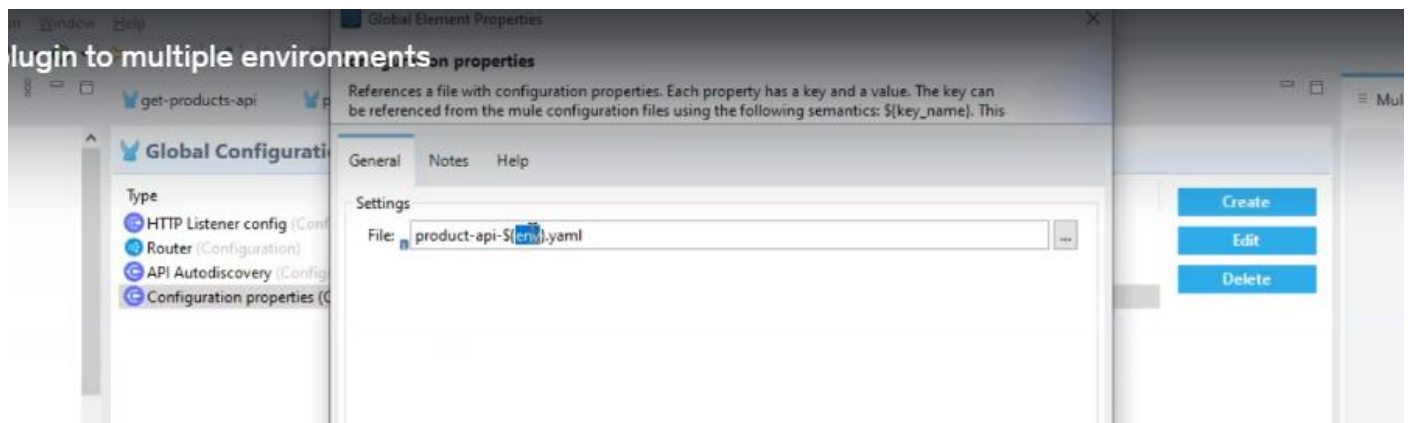 Window Help
Global Element Properties
lugin to multiple environments
properties
References a file with configuration properties. Each property has a key and a value. The key can
be referenced from the mule configuration files using the following semantics: ${key_name}. This
get-products-api
Mul
Global Configurati
General Notes Help
Type
Settings
Create
HTTP Listener config (Conf
File: product-api-${env}.yaml ...
Router (Configuration)
Edit
API Autodiscovery (Config
Delete
Configuration properties (C